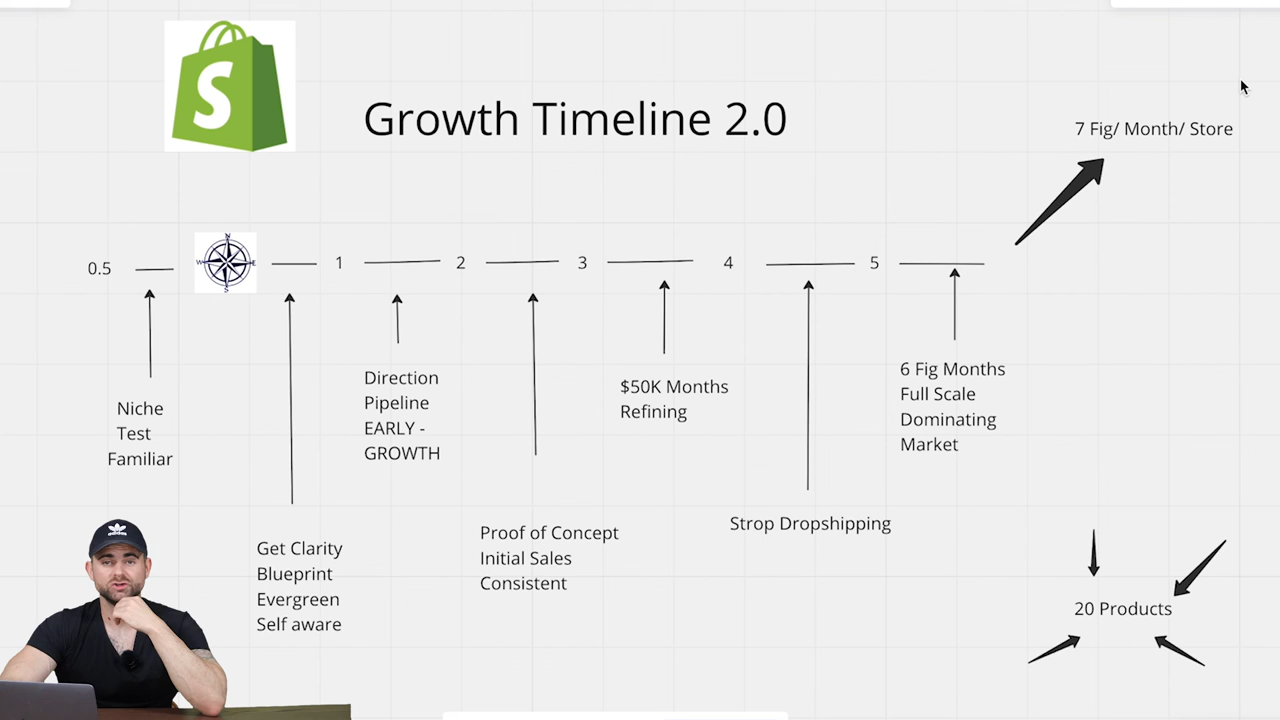 S
Growth Timeline 2.0
7 Fig/ Month/ Store
N
W
E
S
0.5
1
2
3
4
5
Niche
Test
Familiar
Get Clarity
Blueprint
Evergreen
Self aware
Direction
Pipeline
EARLY -
GROWTH
Proof of Concept
Initial Sales
Consistent
$50K Months
Refining
Strop Dropshipping
6 Fig Months
Full Scale
Dominating
Market
20 Products
adidas